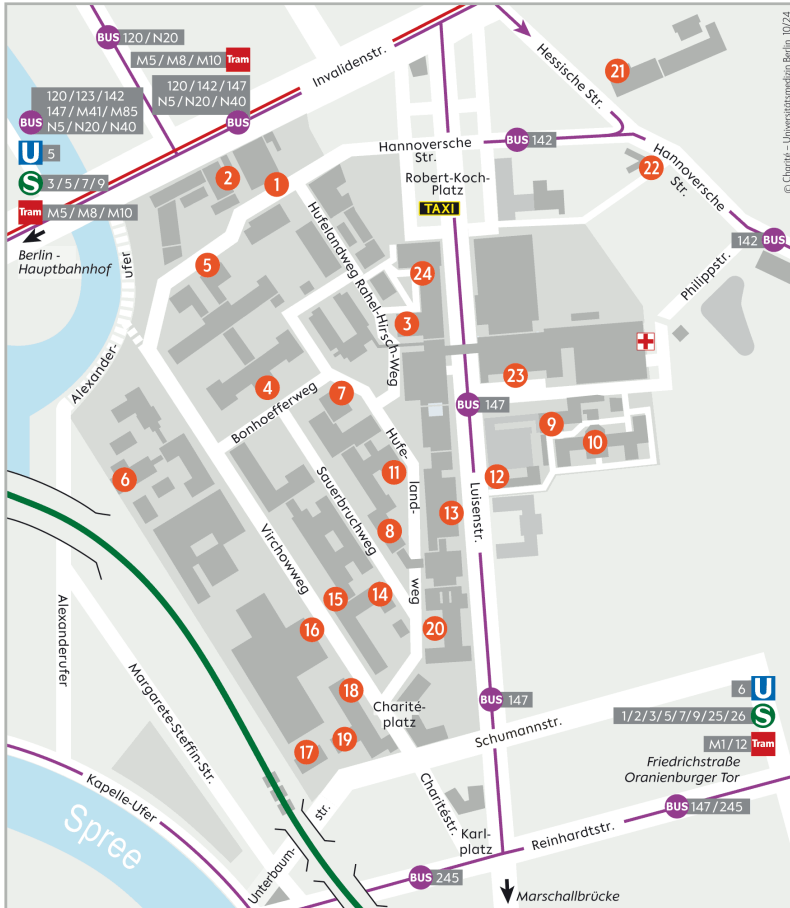 © Charité – Universitätsmedizin Berlin 10/24
BUS 120/N20
M5/M8/M10 Tram
120/123/142
147/M41/M85
BUS N5/N20/N40
120/142/147
N5/N20/N40
BUS
U 5
S 3/5/7/9
Tram M5/M8/M10
Berlin -
Hauptbahnhof
Invalidenstr.
Hessische Str.
21
Hannoversche
Str.
BUS 142
22
Hannoversche
Str.
Robert-Koch-
Platz
TAXI
142 BUS
Philippstr.
2
1
5
Hufelandweg
Rahel-Hirsch-Weg
24
3
23
4
7
Bonhoefferweg
BUS 147
9
10
Alexander-
ufer
6
Hufe-
land-
weg
11
12
13
Luisenstr.
Sauerbruchweg
8
Virchowweg
14
15
16
20
Alexanderufer
Margarete-Steffin-Str.
18
Charité-
platz
17
19
BUS 147
Schumannstr.
6 U
1/2/3/5/7/9/25/26 S
M1/12 Tram
Friedrichstraße
Oranienburger Tor
Kapelle-Ufer
Spree
Unterbaum-
str.
Charitéstr.
Karl-
platz
Reinhardtstr.
BUS 147/245
BUS 245
Marschallbrücke